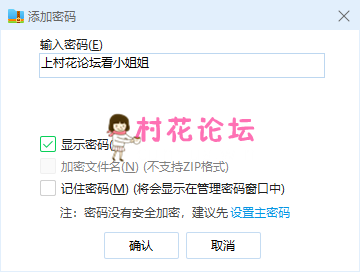 添加密码
输入密码(E)
上村花论坛看小姐姐
村花论坛
显示密码(
加密文件名(N) (不支持ZIP格式)
记住密码(M) (将会显示在管理密码窗口中)
注：密码没有安全加密，建议先 设置主密码
确认
取消